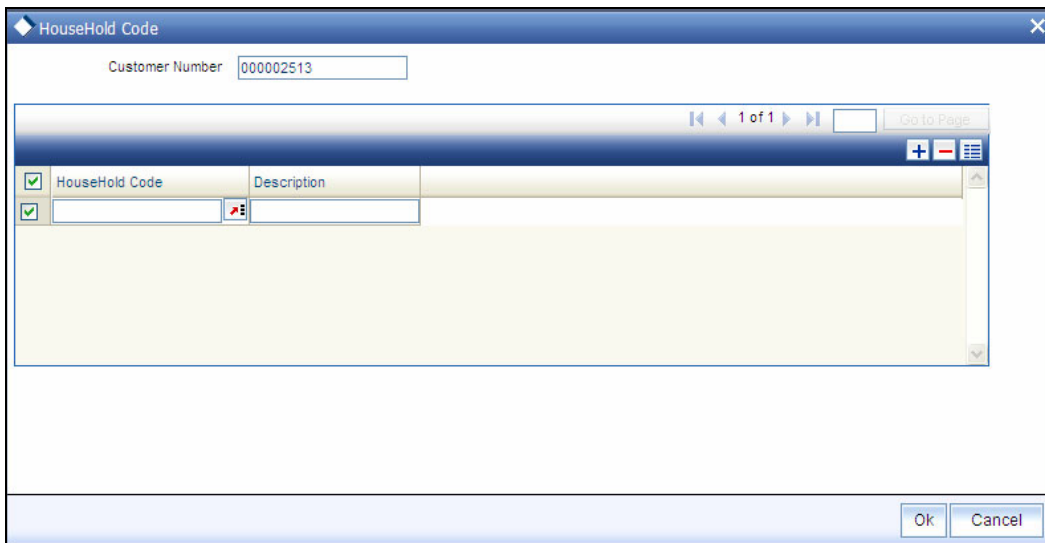 HouseHold Code
Customer Number 000002513
1 of 1 Go to Page
HouseHold Code Description
Ok Cancel